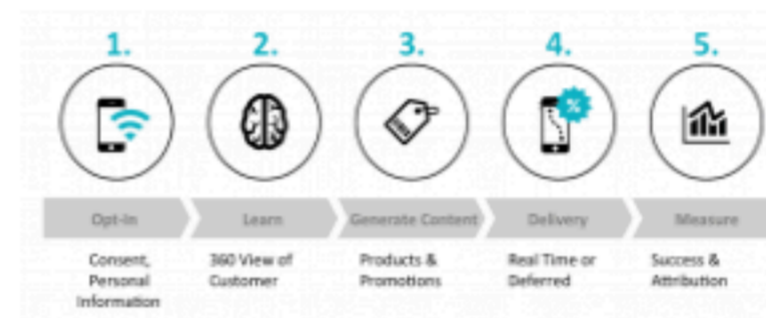 1.
2.
3.
4.
5.
Opt-In
Learn
Generate Content
Delivery
Measure
Consent,
Personal
Information
360 View of
Customer
Products &
Promotions
Real Time or
Deferred
Success &
Attribution
%